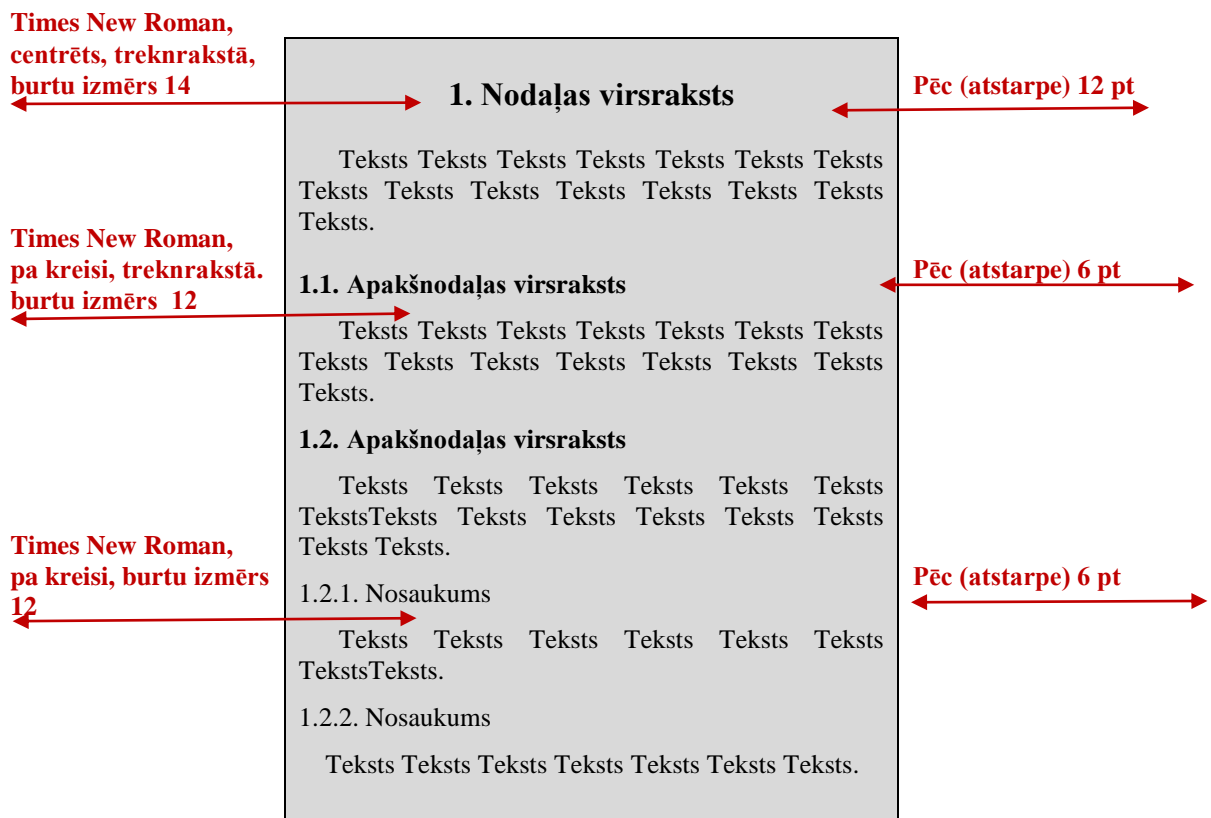 Times New Roman,
centrēts, treknrakstā,
burtu izmērs 14
1. Nodaļas virsraksts
Pēc (atstarpe) 12 pt
Teksts Teksts Teksts Teksts Teksts Teksts Teksts
Teksts Teksts Teksts Teksts Teksts Teksts Teksts
Teksts.
Times New Roman,
pa kreisi, treknrakstā.
burtu izmērs 12
1.1. Apakšnodaļas virsraksts
Pēc (atstarpe) 6 pt
Teksts Teksts Teksts Teksts Teksts Teksts Teksts
Teksts Teksts Teksts Teksts Teksts Teksts Teksts
Teksts.
1.2. Apakšnodaļas virsraksts
Teksts Teksts Teksts Teksts Teksts Teksts
TekstsTeksts Teksts Teksts Teksts Teksts Teksts
Teksts Teksts.
Times New Roman,
pa kreisi, burtu izmērs
12
1.2.1. Nosaukums
Pēc (atstarpe) 6 pt
Teksts Teksts Teksts Teksts Teksts Teksts
TekstsTeksts.
1.2.2. Nosaukums
Teksts Teksts Teksts Teksts Teksts Teksts Teksts.